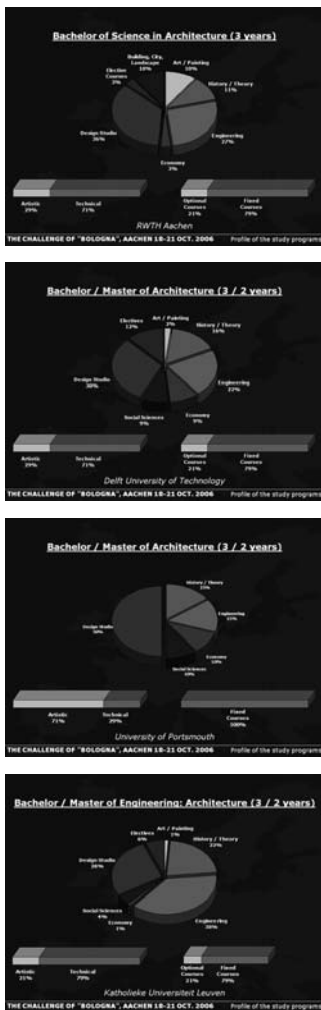 Bachelor of Science in Architecture (3 years)
Building, City,
Landscape
10%
Art / Painting
10%
Elective
Courses
History / Theory
11%
Design Studio
Engineering
27%
Economy
Artistic
29%
Technical
71%
Optional
Courses
21%
Fixed
Courses
79%
RWTH Aachen
THE CHALLENGE OF "BOLOGNA", AACHEN 18-21 OCT. 2006 Profile of the study programs
Bachelor / Master of Architecture (3 / 2 years)
Electives
12%
Art / Painting
2%
History / Theory
16%
Design Studio
30%
Engineering
22%
Social Sciences
9%
Economy
9%
Artistic
29%
Technical
71%
Optional
Courses
21%
Fixed
Courses
79%
Delft University of Technology
THE CHALLENGE OF "BOLOGNA", AACHEN 18-21 OCT. 2006 Profile of the study programs
Bachelor / Master of Architecture (3 / 2 years)
History / Theory
Engineering
Design Studio
50%
Economy
Social Sciences
Artistic
71%
Technical
29%
Fixed
Courses
100%
University of Portsmouth
THE CHALLENGE OF "BOLOGNA", AACHEN 18-21 OCT. 2006 Profile of the study programs
Bachelor / Master of Engineering: Architecture (3 / 2 years)
Electives
6%
Art / Painting
History / Theory
Design Studio
Social Sciences
4%
Economy
1%
Engineering
Artistic
21%
Technical
79%
Optional
Courses
21%
Fixed
Courses
79%
Katholieke Universiteit Leuven
THE CHALLENGE OF "BOLOGNA", AACHEN 18-21 OCT. 2006 Profile of the study programs